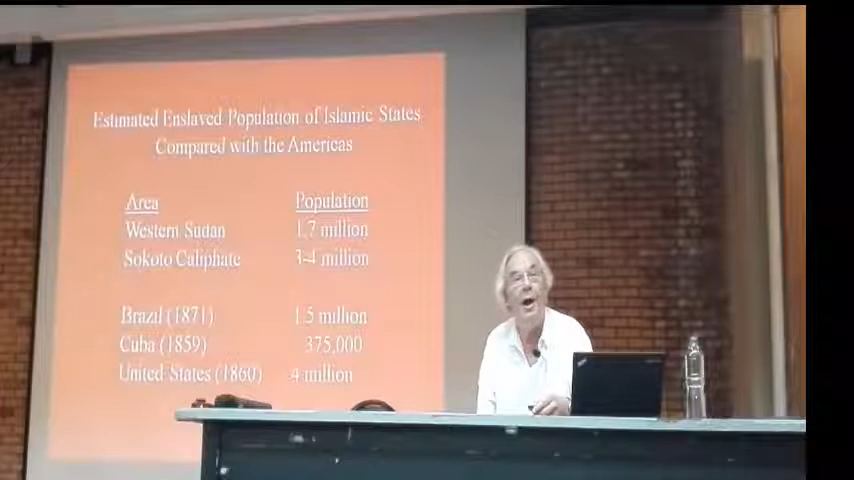 Estimated Enslaved Population of Islamic States
Compared with the Americas
Area Population
Western Sudan 1.7 million
Sokoto Caliphate 3-4 million
Brazil (1871) 1.5 million
Cuba (1859) 375,000
United States (1860) 4 million